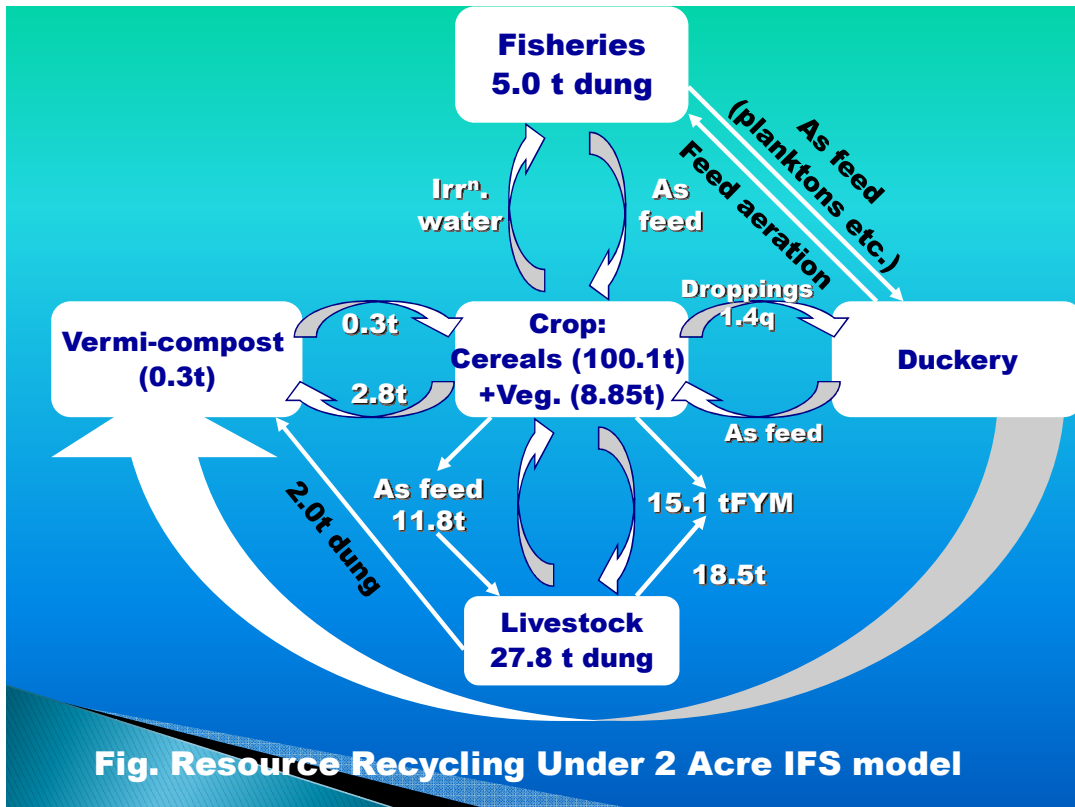 Fisheries
5.0 t dung
As feed
(planktons etc.)
Feed aeration
Irrⁿ.
water
As
feed
Vermi-compost
(0.3t)
0.3t
2.8t
Crop:
Cereals (100.1t)
+Veg. (8.85t)
Droppings
1.4q
As feed
Duckery
2.0t dung
As feed
11.8t
15.1 tFYM
18.5t
Livestock
27.8 t dung
Fig. Resource Recycling Under 2 Acre IFS model